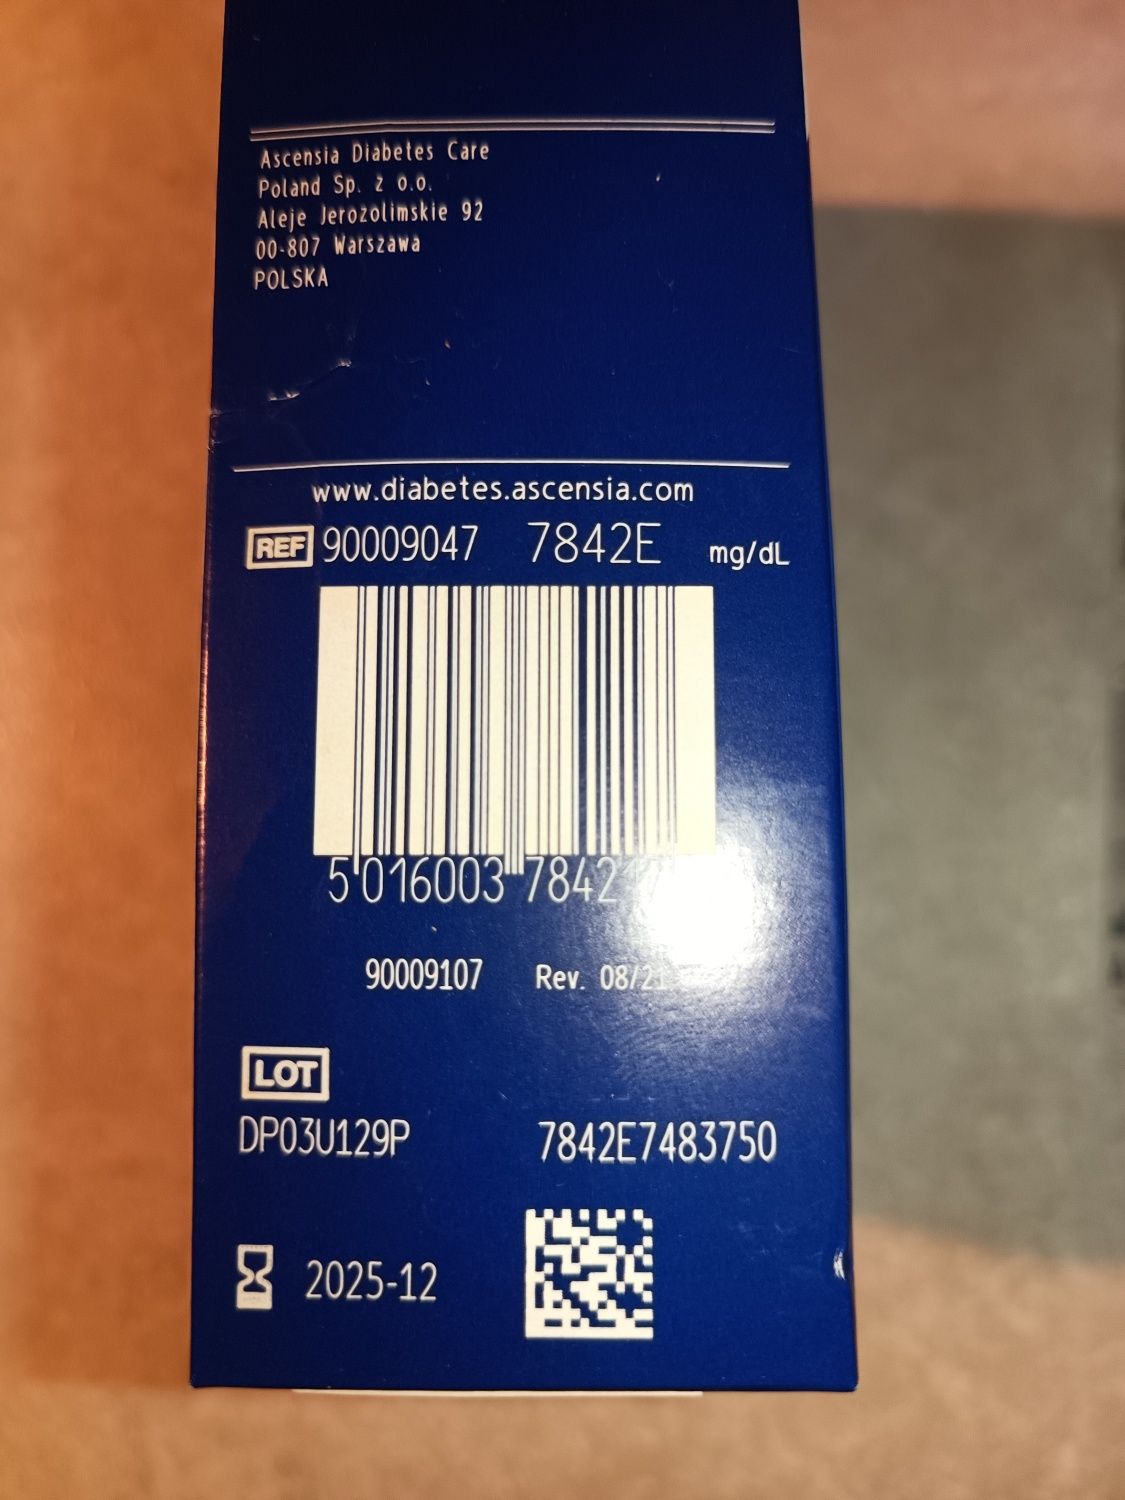 Ascensia Diabetes Care
Poland Sp. z o.o.
Aleje Jerozolimskie 92
00-807 Warszawa
POLSKA
www.diabetes.ascensia.com
REF 90009047 7842E mg/dL
5 016003 7842
90009107 Rev. 08/21
LOT
DP03U129P 7842E7483750
2025-12